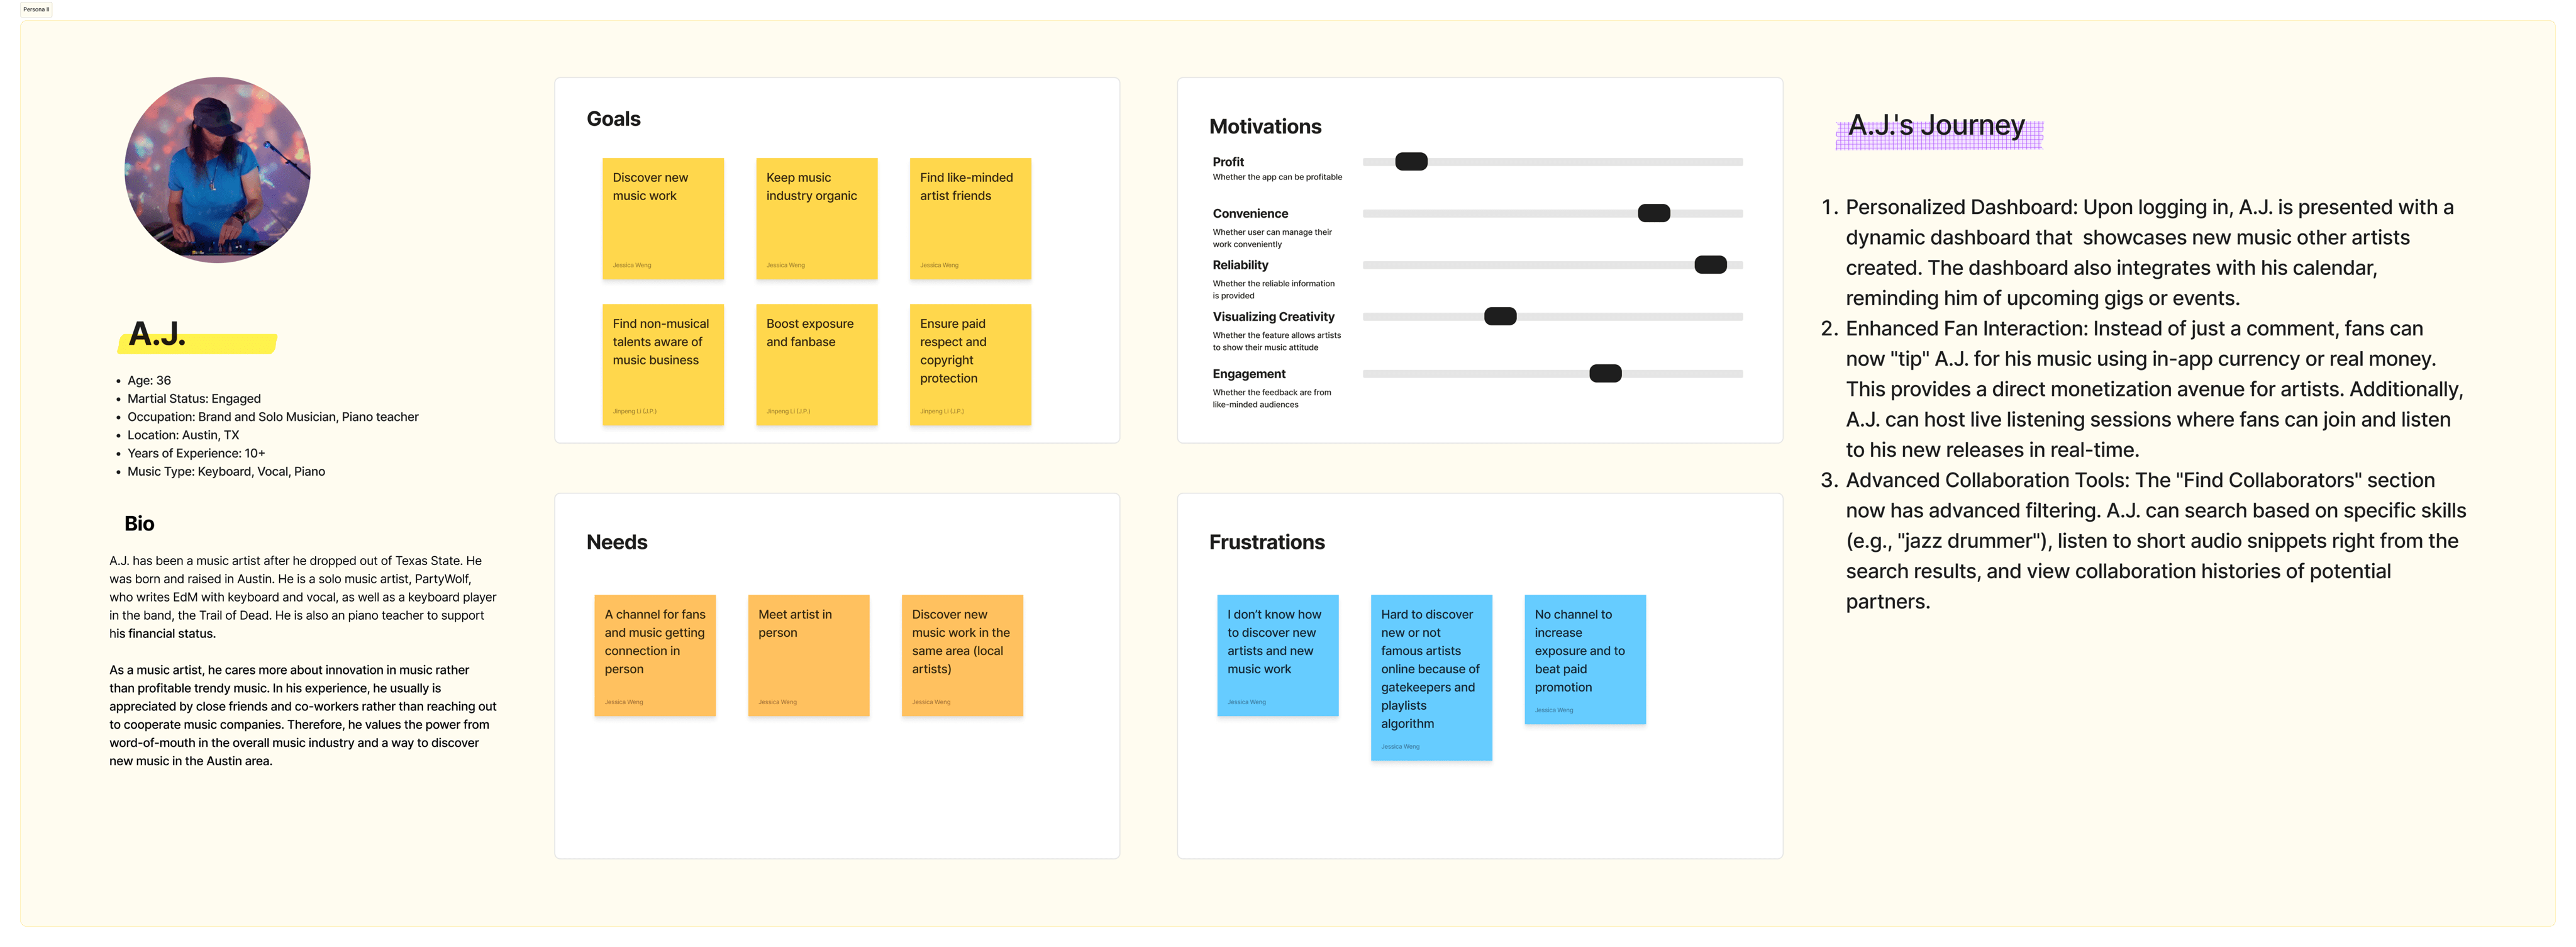 Persona II
A.J.
Age: 36
Martial Status: Engaged
Occupation: Brand and Solo Musician, Piano teacher
Location: Austin, TX
Years of Experience: 10+
Music Type: Keyboard, Vocal, Piano
Bio
A.J. has been a music artist after he dropped out of Texas State. He
was born and raised in Austin. He is a solo music artist, PartyWolf,
who writes EdM with keyboard and vocal, as well as a keyboard player
in the band, the Trail of Dead. He is also an piano teacher to support
his financial status.
As a music artist, he cares more about innovation in music rather
than profitable trendy music. In his experience, he usually is
appreciated by close friends and co-workers rather than reaching out
to cooperate music companies. Therefore, he values the power from
word-of-mouth in the overall music industry and a way to discover
new music in the Austin area.
Goals
Discover new
music work
Jessica Weng
Keep music
industry organic
Jessica Weng
Find like-minded
artist friends
Jessica Weng
Find non-musical
talents aware of
music business
Jinpeng Li (J.P.)
Boost exposure
and fanbase
Jinpeng Li (J.P.)
Ensure paid
respect and
copyright
protection
Jinpeng Li (J.P.)
Motivations
Profit
Whether the app can be profitable
Convenience
Whether user can manage their
work conveniently
Reliability
Whether the reliable information
is provided
Visualizing Creativity
Whether the feature allows artists
to show their music attitude
Engagement
Whether the feedback are from
like-minded audiences
Needs
A channel for fans
and music getting
connection in
person
Jessica Weng
Meet artist in
person
Jessica Weng
Discover new
music work in the
same area (local
artists)
Jessica Weng
Frustrations
I don't know how
to discover new
artists and new
music work
Jessica Weng
Hard to discover
new or not
famous artists
online because of
gatekeepers and
playlists
algorithm
Jessica Weng
No channel to
increase
exposure and to
beat paid
promotion
Jessica Weng
A.J.'s Journey
1. Personalized Dashboard: Upon logging in, A.J. is presented with a
dynamic dashboard that  showcases new music other artists
created. The dashboard also integrates with his calendar,
reminding him of upcoming gigs or events.
2. Enhanced Fan Interaction: Instead of just a comment, fans can
now "tip" A.J. for his music using in-app currency or real money.
This provides a direct monetization avenue for artists. Additionally,
A.J. can host live listening sessions where fans can join and listen
to his new releases in real-time.
3. Advanced Collaboration Tools: The "Find Collaborators" section
now has advanced filtering. A.J. can search based on specific skills
(e.g., "jazz drummer"), listen to short audio snippets right from the
search results, and view collaboration histories of potential
partners.